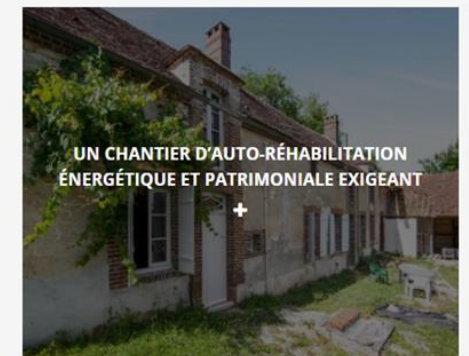 UN CHANTIER D'AUTO-RÉHABILITATION
ÉNERGÉTIQUE ET PATRIMONIALE EXIGEANT
+